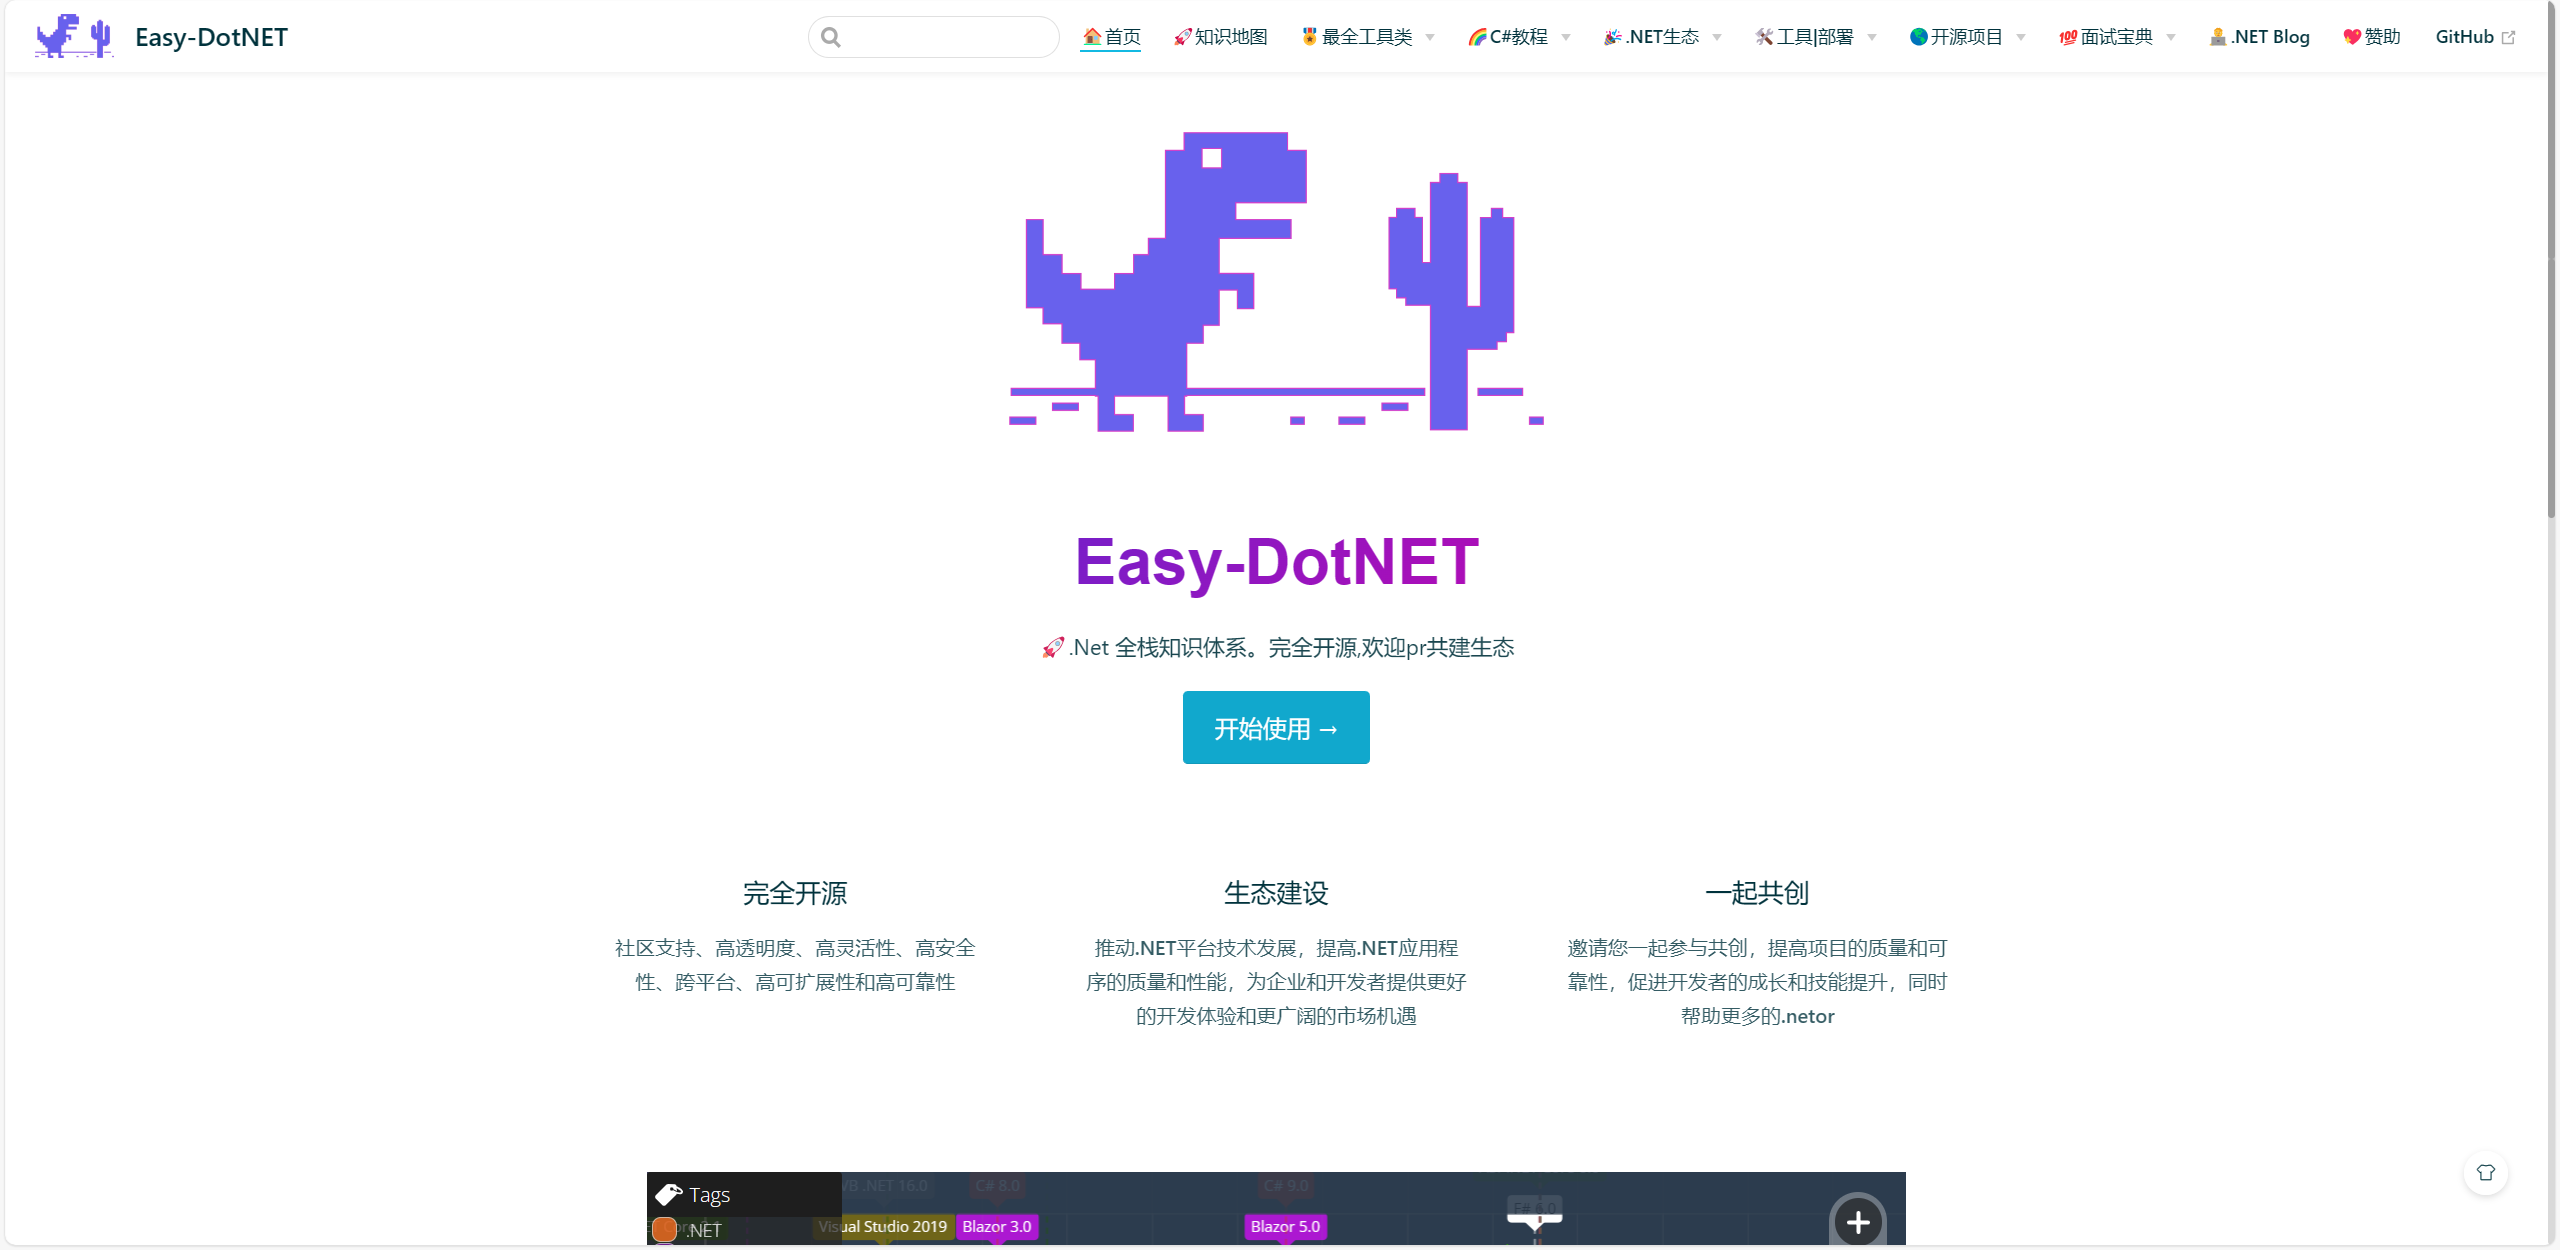 Easy-DotNET
🏠首页 🚀知识地图 🎖️最全工具类 🌈C#教程 🎉.NET生态 🛠️工具|部署 🌎开源项目 💯面试宝典 👨‍💻.NET Blog 💖赞助 GitHub
Easy-DotNET
🚀.Net 全栈知识体系。完全开源,欢迎pr共建生态
开始使用 →
完全开源
社区支持、高透明度、高灵活性、高安全
性、跨平台、高可扩展性和高可靠性
生态建设
推动.NET平台技术发展，提高.NET应用程
序的质量和性能，为企业和开发者提供更好
的开发体验和更广阔的市场机遇
一起共创
邀请您一起参与共创，提高项目的质量和可
靠性，促进开发者的成长和技能提升，同时
帮助更多的.netor
Tags
VB .NET 16.0 C# 8.0 C# 9.0
F# 6.0
.NET
Visual Studio 2019 Blazor 3.0 Blazor 5.0